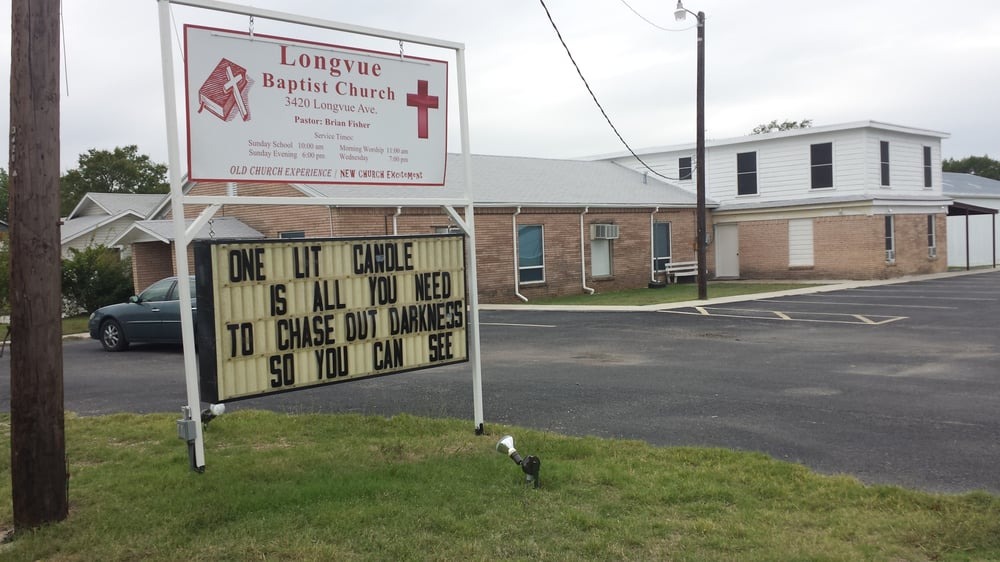 Longvue
Baptist Church
3420 Longvue Ave.
Pastor: Brian Fisher
Service Times:
Sunday School 10:00 am Morning Worship 11:00 am
Sunday Evening 6:00 pm Wednesday 7:00 pm
OLD CHURCH EXPERIENCE / NEW CHURCH EXCITEMENT
ONE LIT CANDLE
IS ALL YOU NEED
TO CHASE OUT DARKNESS
SO YOU CAN SEE